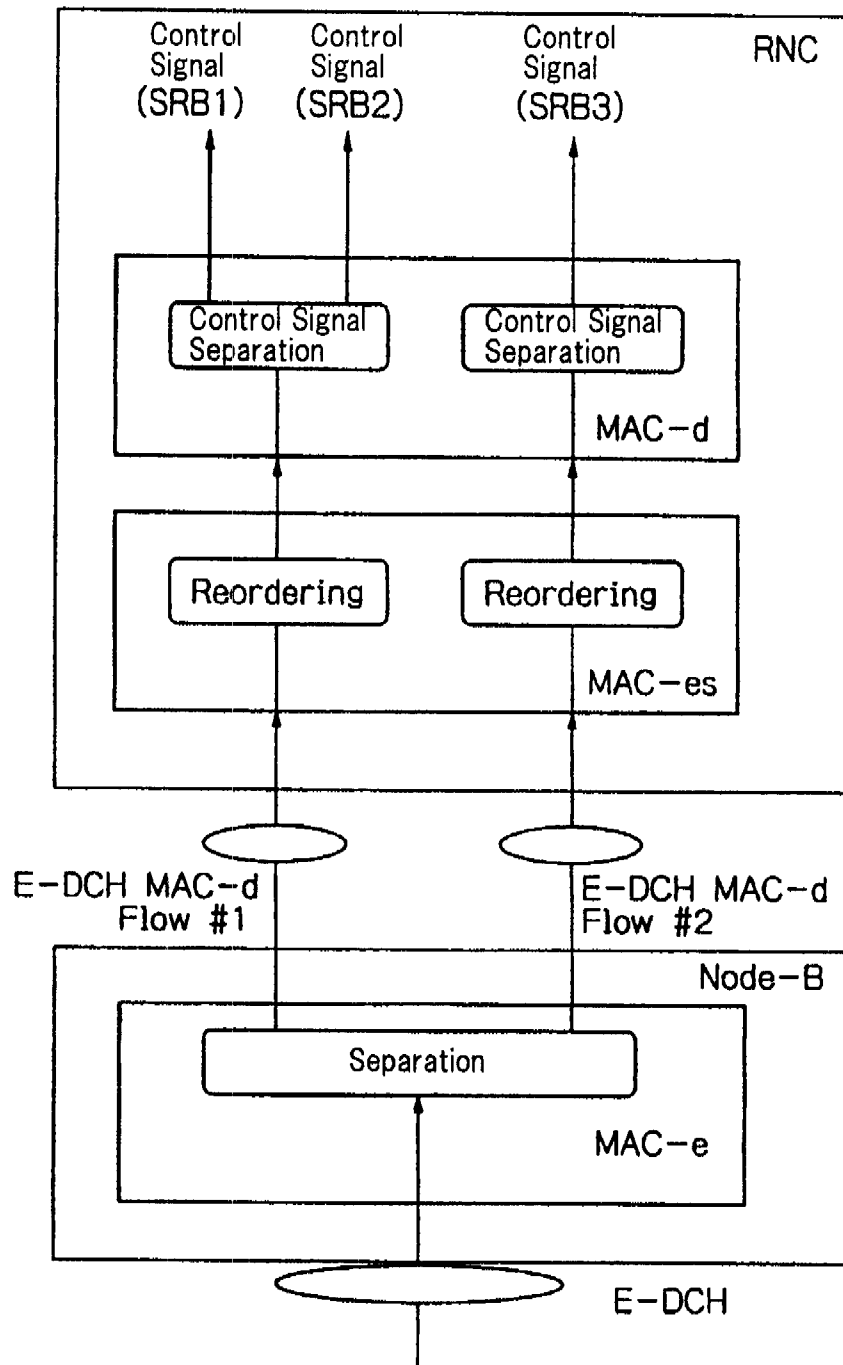 Control
Signal
(SRB1)
Control
Signal
(SRB2)
Control
Signal
(SRB3)
RNC
Control Signal
Separation
Control Signal
Separation
MAC-d
Reordering
Reordering
MAC-es
E-DCH MAC-d
Flow #1
E-DCH MAC-d
Flow #2
Node-B
Separation
MAC-e
E-DCH